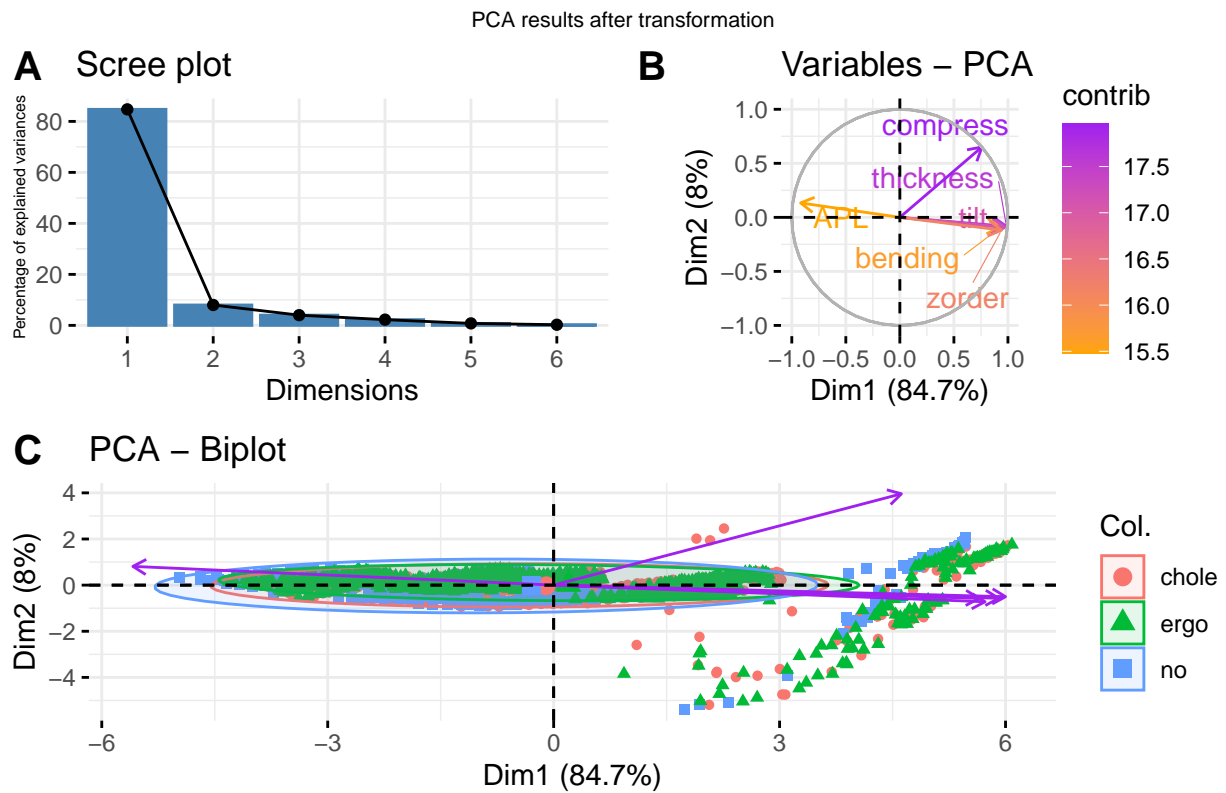 PCA results after transformation
A Scree plot
Percentage of explained variances
80
60
40
20
0
1 2 3 4 5 6
Dimensions
B Variables – PCA
1.0
0.5
0.0
−0.5
−1.0
Dim2 (8%)
compress
thickness
APL
tilt
bending
zorder
−1.0 −0.5 0.0 0.5 1.0
Dim1 (84.7%)
contrib
17.5
17.0
16.5
16.0
15.5
C PCA – Biplot
4
2
0
−2
−4
Dim2 (8%)
−6 −3 0 3 6
Dim1 (84.7%)
Col.
chole
ergo
no